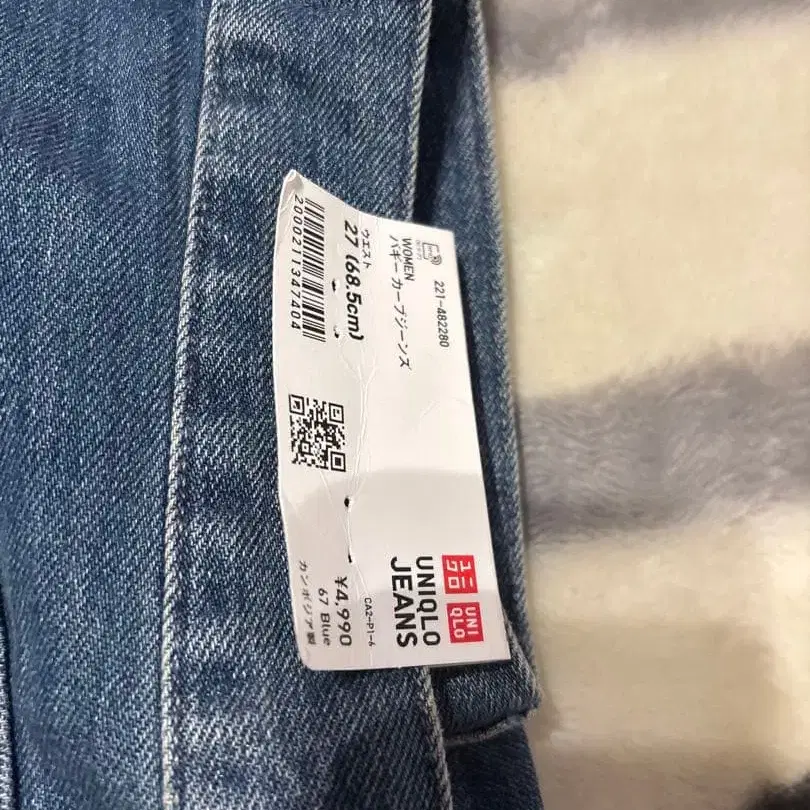 221-482280
WOMEN
バギー カーブジーンズ
ウエスト
27 (68.5cm)
2000211347404
ユニ
クロ
UNI
QLO
UNIQLO
JEANS
CA2-P1-6
¥4,990
67 Blue
カンボジア製